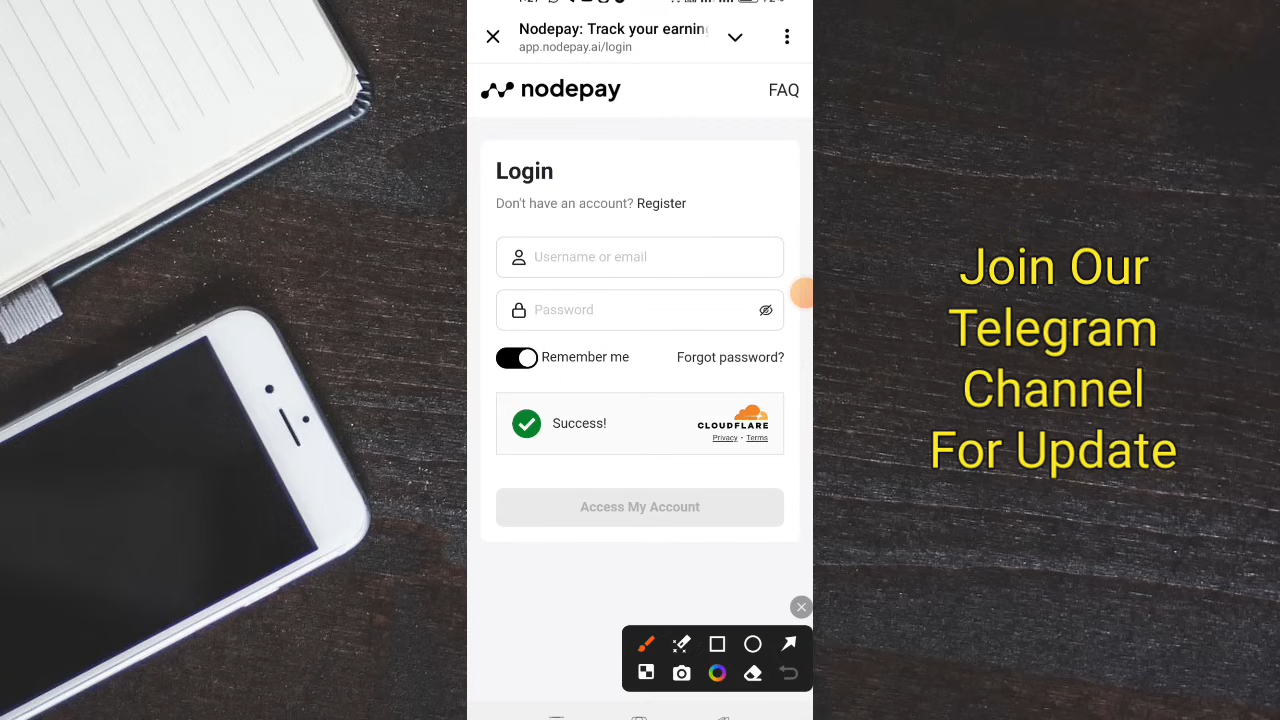 Nodepay: Track your earning
app.nodepay.ai/login
nodepay
FAQ
Login
Don't have an account? Register
Username or email
Password
Remember me
Forgot password?
Success!
CLOUDFLARE
Privacy • Terms
Access My Account
Join Our
Telegram
Channel
For Update